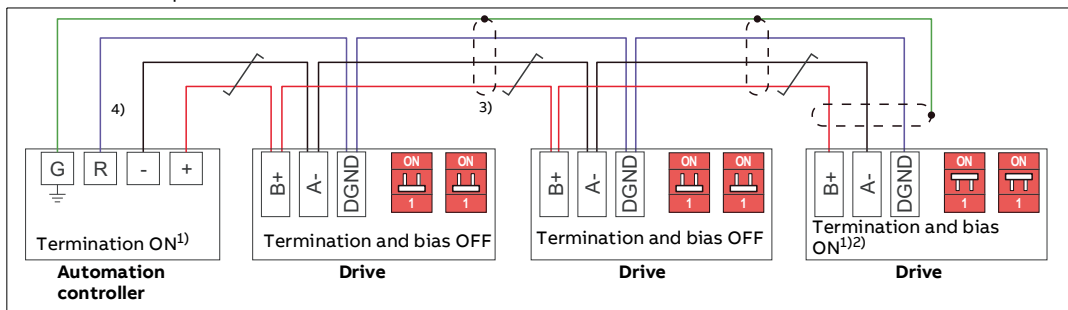 4)
3)
G
R
-
+
B+
A-
DGND
ON
1
ON
1
B+
A-
DGND
ON
1
ON
1
B+
A-
DGND
ON
1
ON
1
Termination ON1)
Termination and bias OFF
Termination and bias OFF
Termination and bias
ON1)2)
Automation
controller
Drive
Drive
Drive